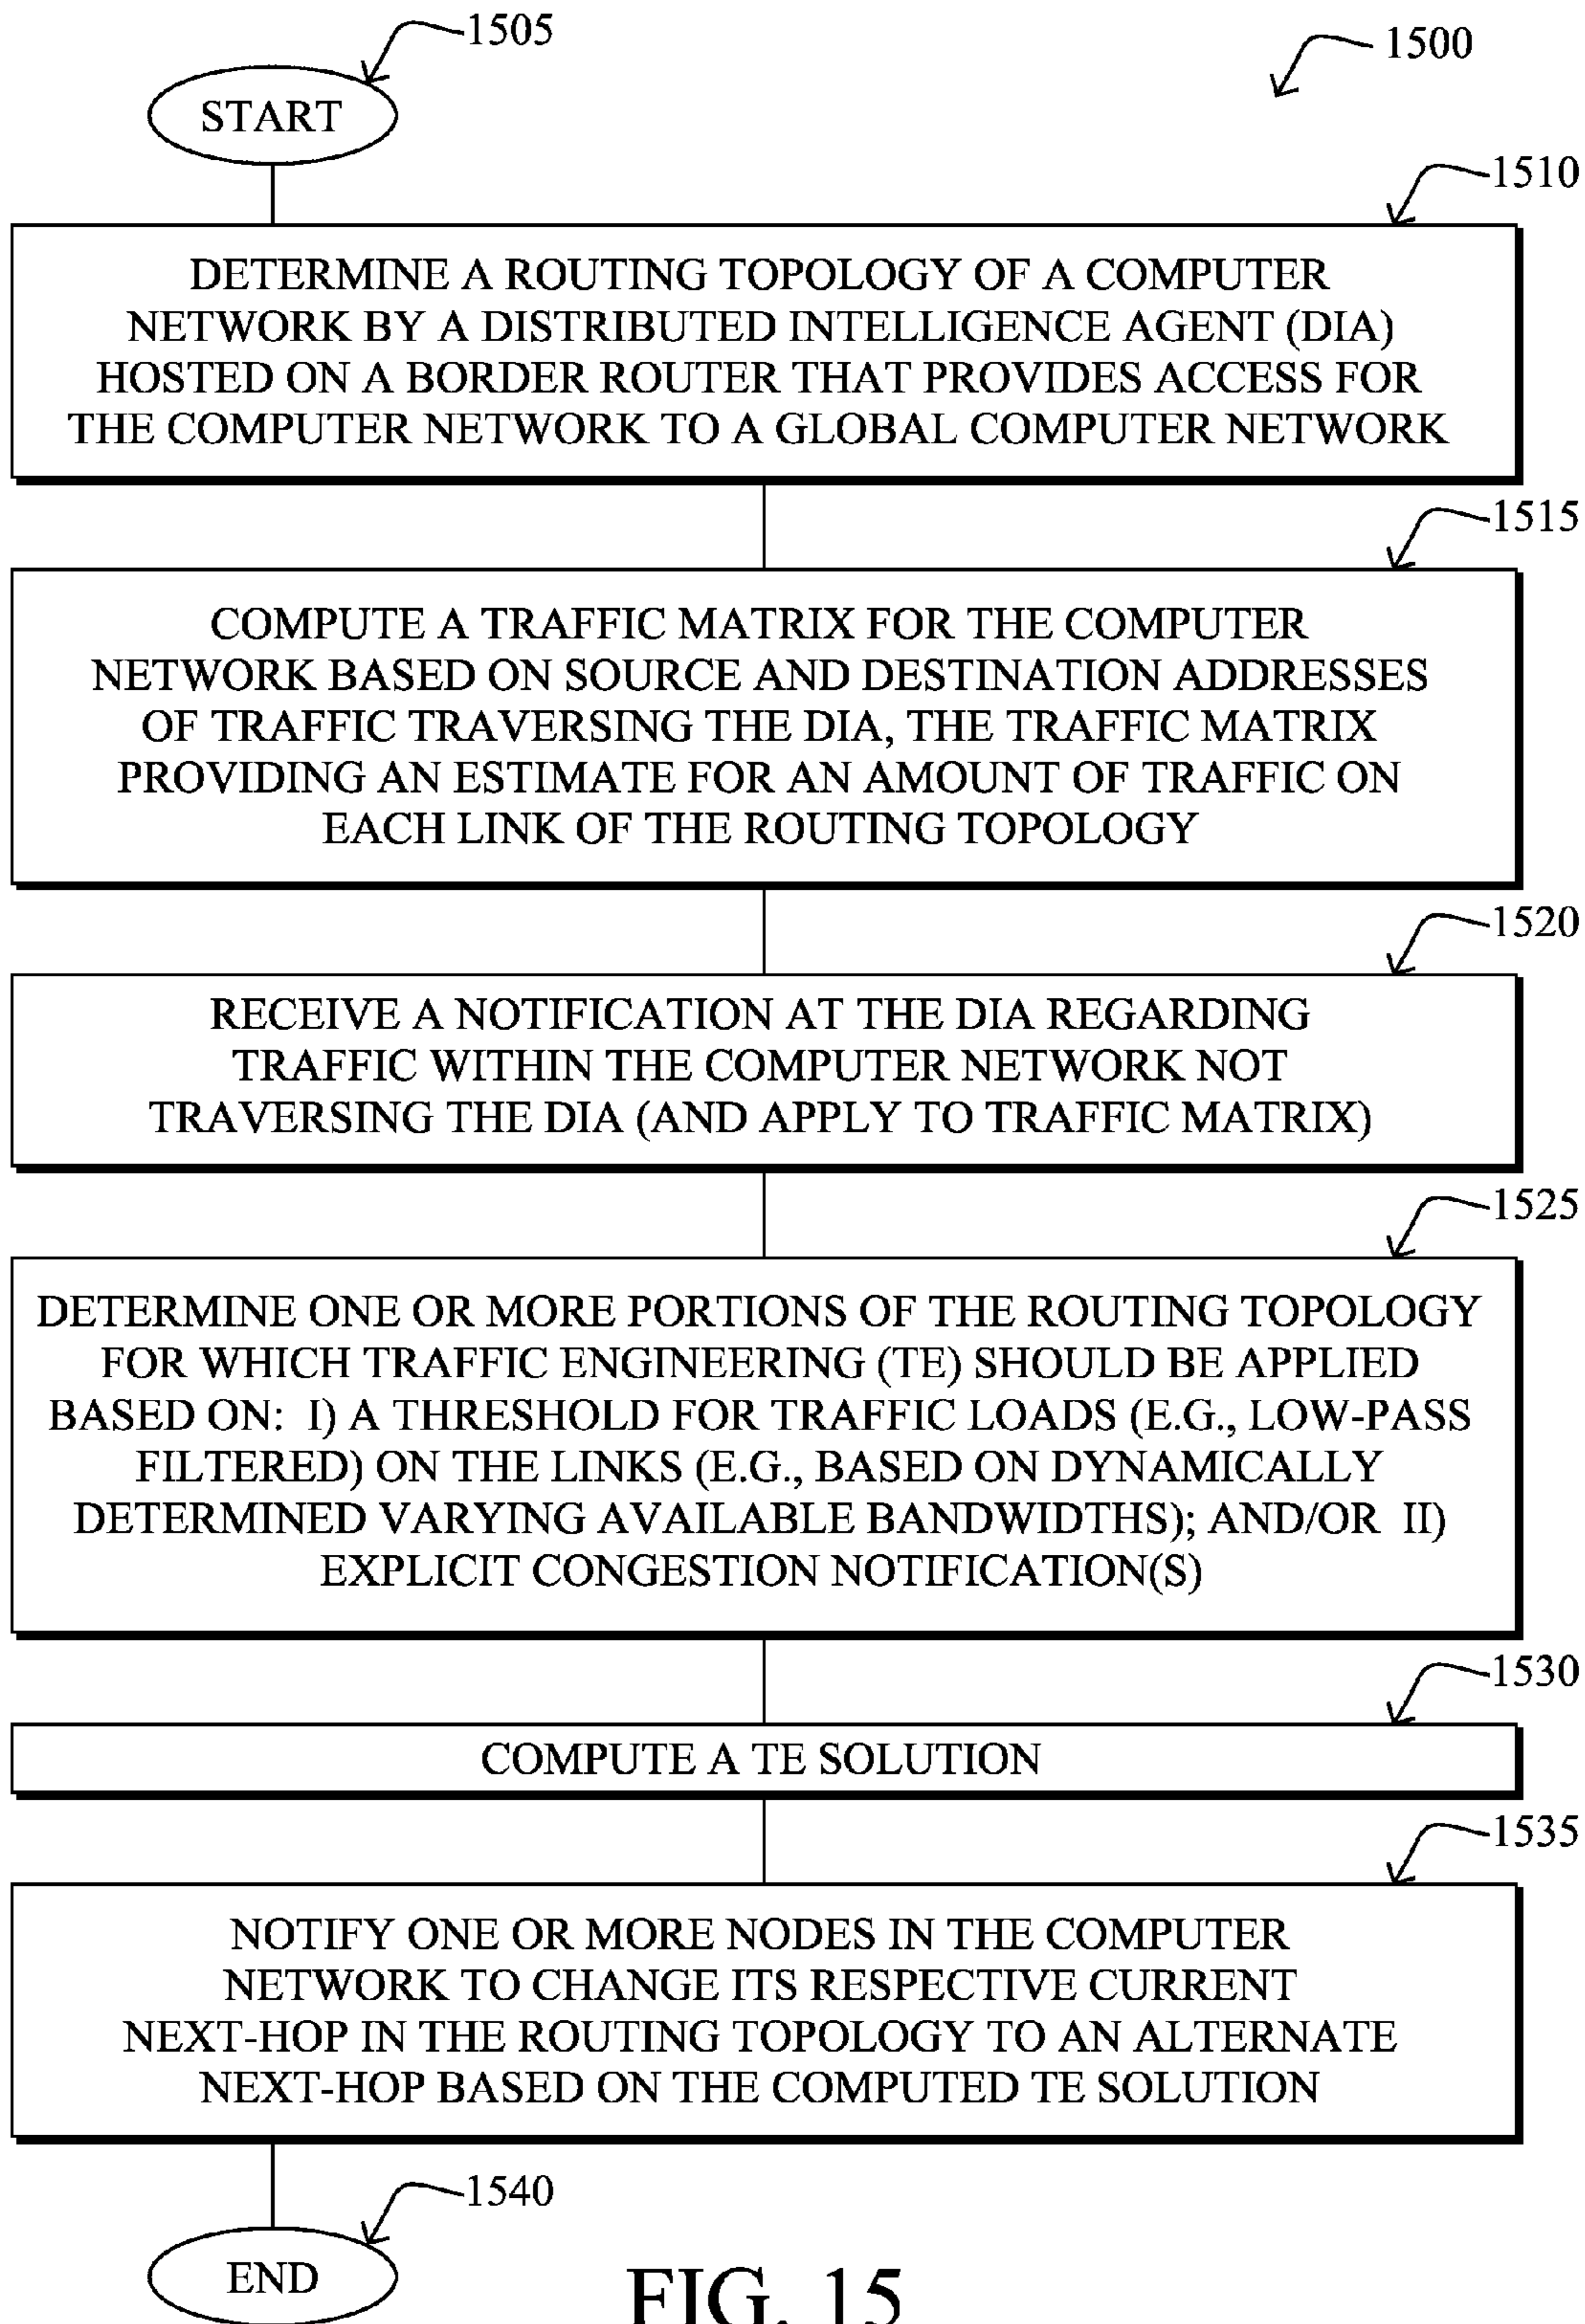 1505
1500
START
1510
DETERMINE A ROUTING TOPOLOGY OF A COMPUTER
NETWORK BY A DISTRIBUTED INTELLIGENCE AGENT (DIA)
HOSTED ON A BORDER ROUTER THAT PROVIDES ACCESS FOR
THE COMPUTER NETWORK TO A GLOBAL COMPUTER NETWORK
1515
COMPUTE A TRAFFIC MATRIX FOR THE COMPUTER
NETWORK BASED ON SOURCE AND DESTINATION ADDRESSES
OF TRAFFIC TRAVERSING THE DIA, THE TRAFFIC MATRIX
PROVIDING AN ESTIMATE FOR AN AMOUNT OF TRAFFIC ON
EACH LINK OF THE ROUTING TOPOLOGY
1520
RECEIVE A NOTIFICATION AT THE DIA REGARDING
TRAFFIC WITHIN THE COMPUTER NETWORK NOT
TRAVERSING THE DIA (AND APPLY TO TRAFFIC MATRIX)
1525
DETERMINE ONE OR MORE PORTIONS OF THE ROUTING TOPOLOGY
FOR WHICH TRAFFIC ENGINEERING (TE) SHOULD BE APPLIED
BASED ON: I) A THRESHOLD FOR TRAFFIC LOADS (E.G., LOW-PASS
FILTERED) ON THE LINKS (E.G., BASED ON DYNAMICALLY
DETERMINED VARYING AVAILABLE BANDWIDTHS); AND/OR II)
EXPLICIT CONGESTION NOTIFICATION(S)
1530
COMPUTE A TE SOLUTION
1535
NOTIFY ONE OR MORE NODES IN THE COMPUTER
NETWORK TO CHANGE ITS RESPECTIVE CURRENT
NEXT-HOP IN THE ROUTING TOPOLOGY TO AN ALTERNATE
NEXT-HOP BASED ON THE COMPUTED TE SOLUTION
1540
END
FIG. 15